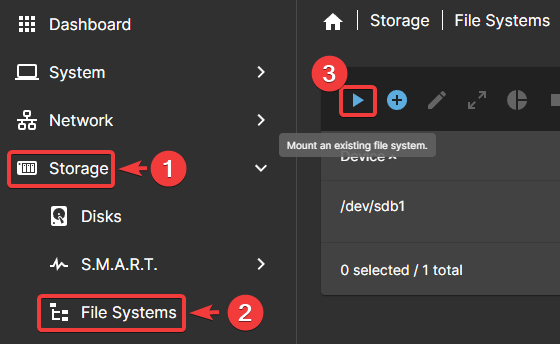 Dashboard
System
Network
Storage
1
Disks
S.M.A.R.T.
File Systems
2
Storage
File Systems
3
Mount an existing file system.
Device
/dev/sdb1
0 selected / 1 total